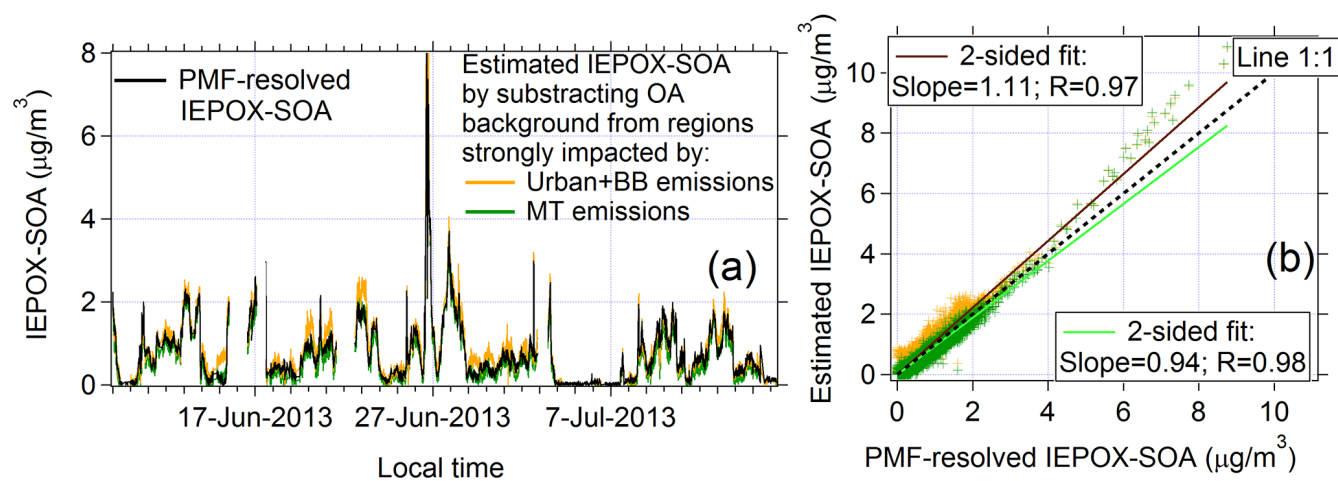 8
6
4
2
0
IEPOX-SOA (μg/m³)
PMF-resolved
IEPOX-SOA
Estimated IEPOX-SOA
by substracting OA
background from regions
strongly impacted by:
Urban+BB emissions
MT emissions
(a)
17-Jun-2013
27-Jun-2013
7-Jul-2013
Local time
10
8
6
4
2
0
Estimated IEPOX-SOA (μg/m³)
2-sided fit:
Slope=1.11; R=0.97
Line 1:1
(b)
2-sided fit:
Slope=0.94; R=0.98
0
2
4
6
8
10
PMF-resolved IEPOX-SOA (μg/m³)